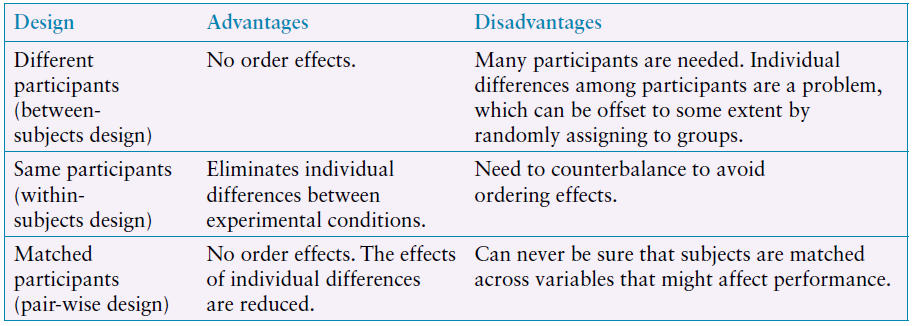 Design Advantages Disadvantages
Different participants (between-subjects design)
No order effects.
Many participants are needed. Individual
differences among participants are a problem,
which can be offset to some extent by
randomly assigning to groups.
Same participants
(within-
subjects design)
Eliminates individual
differences between
experimental conditions.
Need to counterbalance to avoid
ordering effects.
Matched
participants
(pair-wise design)
No order effects. The effects
of individual differences
are reduced.
Can never be sure that subjects are matched
across variables that might affect performance.